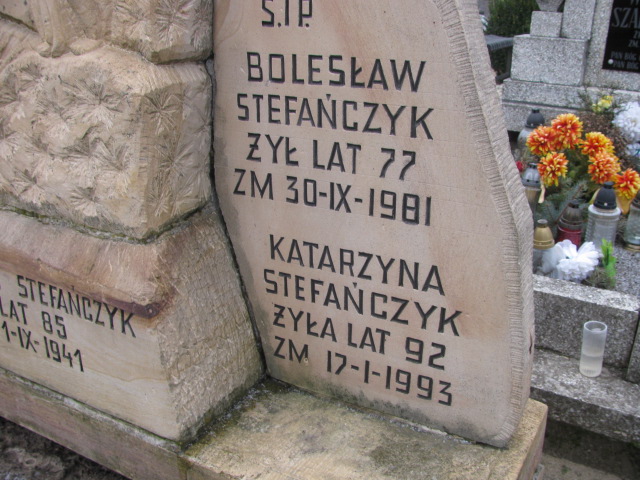 Ś.†P.
BOLESŁAW
STEFAŃCZYK
ŻYŁ LAT 77
ZM 30-IX-1981
KATARZYNA
STEFAŃCZYK
ŻYŁA LAT 92
ZM 17-I-1993
STEFAŃCZYK
LAT 85
1-IX-1941